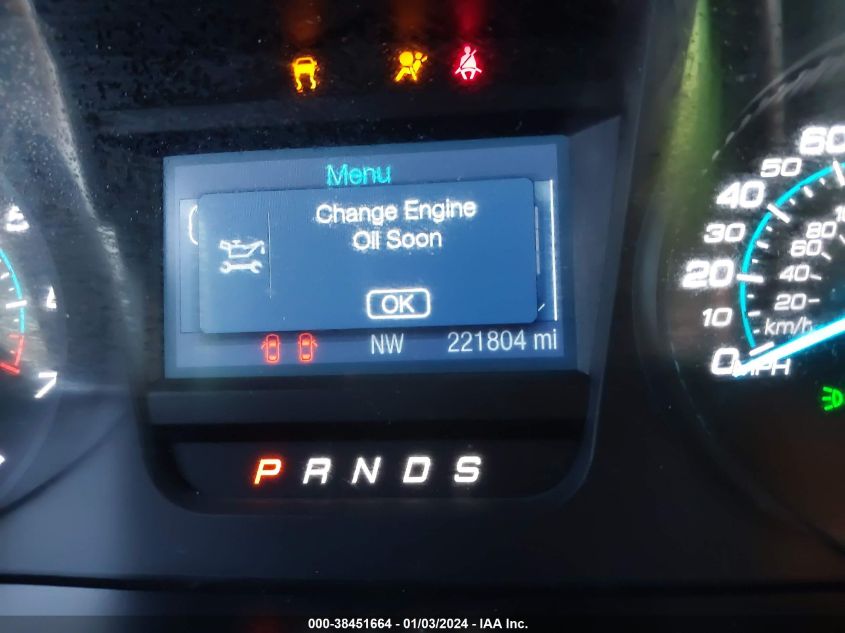 Menu
Change Engine
Oil Soon
OK
NW 221804 mi
P R N D S
7
60
50
40
30
20
10
0
MPH
80
60
40
20
km/h
000-38451664 - 01/03/2024 - IAA Inc.